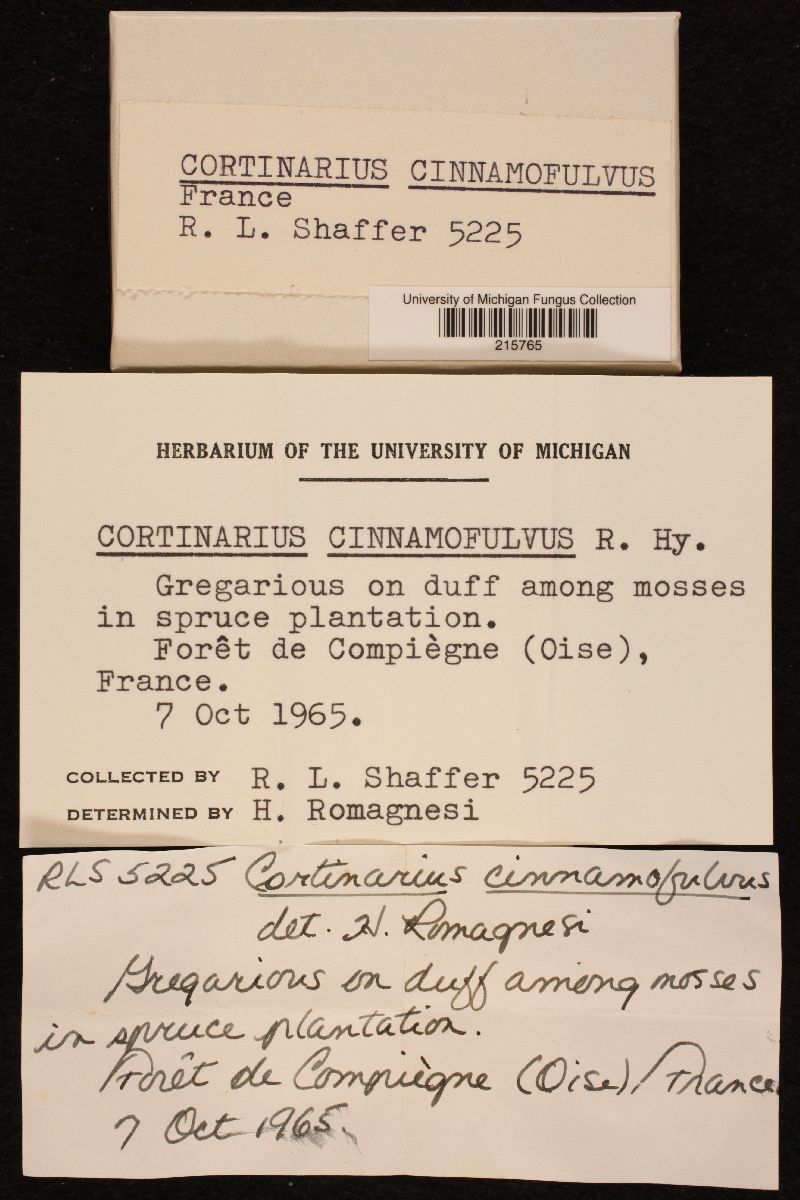 CORTINARIUS CINNAMOFULVUS
France
R. L. Shaffer 5225
University of Michigan Fungus Collection
215765
HERBARIUM OF THE UNIVERSITY OF MICHIGAN
CORTINARIUS CINNAMOFULVUS R. Hy.
Gregarious on duff among mosses
in spruce plantation.
Forêt de Compiègne (Oise),
France.
7 Oct 1965.
COLLECTED BY R. L. Shaffer 5225
DETERMINED BY H. Romagnesi
RLS 5225 Cortinarius cinnamofulvus
det. H. Romagnesi
Gregarious on duff among mosses
in spruce plantation.
Forêt de Compiègne (Oise) France.
7 Oct 1965.